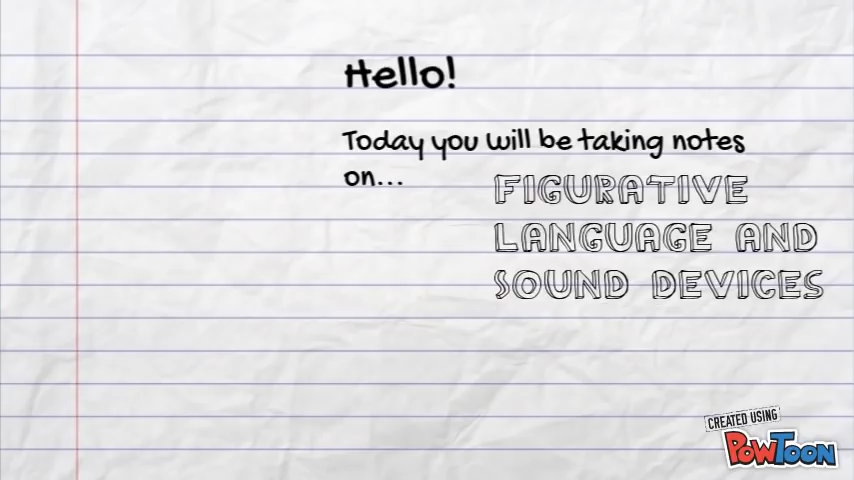 Hello!
Today you will be taking notes
on...
FIGURATIVE
LANGUAGE AND
SOUND DEVICES
CREATED USING
POWTOON